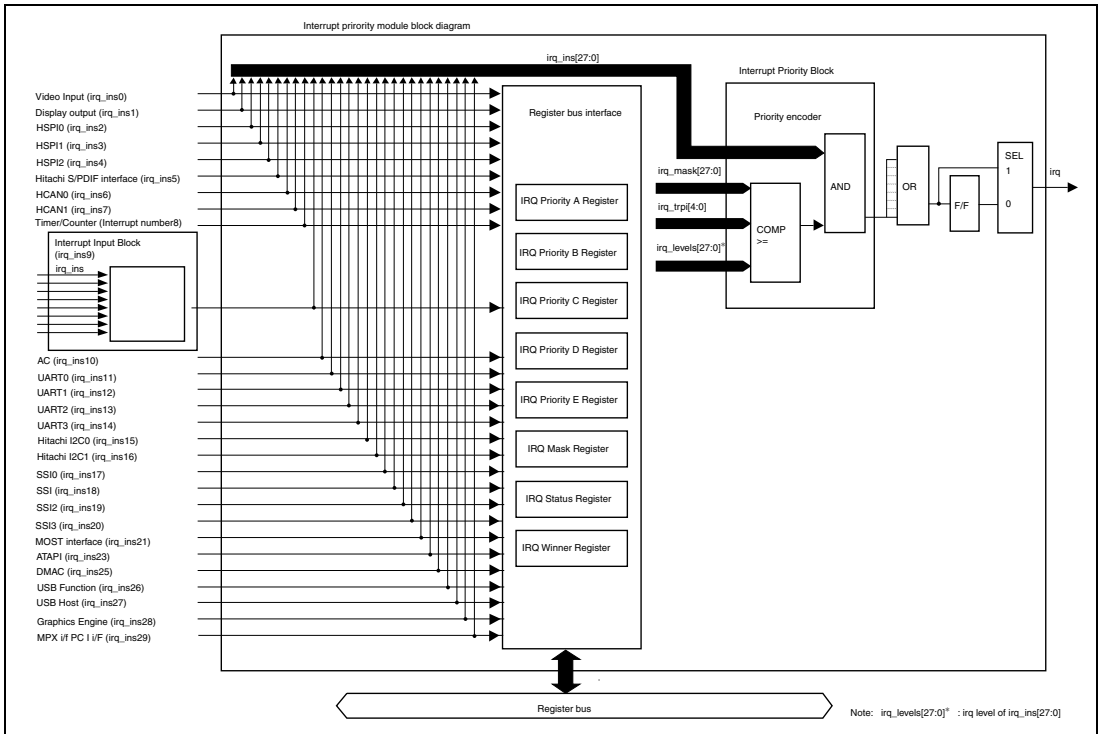 Interrupt prirority module block diagram
irq_ins[27:0]
Interrupt Priority Block
Video Input (irq_ins0)
Display output (irq_ins1)
HSPI0 (irq_ins2)
HSPI1 (irq_ins3)
HSPI2 (irq_ins4)
Hitachi S/PDIF interface (irq_ins5)
HCAN0 (irq_ins6)
HCAN1 (irq_ins7)
Timer/Counter (Interrupt number8)
Interrupt Input Block
(irq_ins9)
irq_ins
AC (irq_ins10)
UART0 (irq_ins11)
UART1 (irq_ins12)
UART2 (irq_ins13)
UART3 (irq_ins14)
Hitachi I2C0 (irq_ins15)
Hitachi I2C1 (irq_ins16)
SSI0 (irq_ins17)
SSI (irq_ins18)
SSI2 (irq_ins19)
SSI3 (irq_ins20)
MOST interface (irq_ins21)
ATAPI (irq_ins23)
DMAC (irq_ins25)
USB Function (irq_ins26)
USB Host (irq_ins27)
Graphics Engine (irq_ins28)
MPX i/f PC I i/F (irq_ins29)
Register bus interface
IRQ Priority A Register
IRQ Priority B Register
IRQ Priority C Register
IRQ Priority D Register
IRQ Priority E Register
IRQ Mask Register
IRQ Status Register
IRQ Winner Register
Priority encoder
irq_mask[27:0]
irq_trpi[4:0]
irq_levels[27:0]*
COMP
>=
AND
OR
F/F
SEL
1
0
irq
Register bus
Note: irq_levels[27:0]* : irq level of irq_ins[27:0]